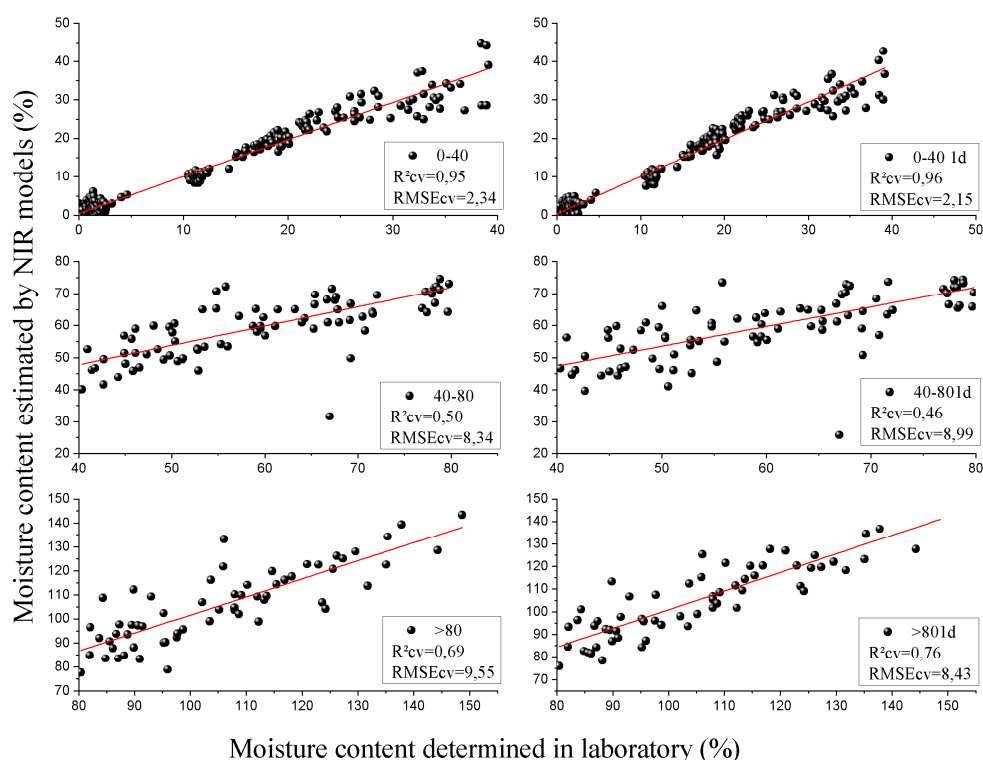 Moisture content estimated by NIR models (%)
50
40
30
20
10
0
0 10 20 30 40
0-40
R²cv=0,95
RMSEcv=2,34
50
40
30
20
10
0
0 10 20 30 40 50
0-40 1d
R²cv=0,96
RMSEcv=2,15
80
70
60
50
40
30
20
40 50 60 70 80
40-80
R²cv=0,50
RMSEcv=8,34
80
70
60
50
40
30
20
40 50 60 70 80
40-801d
R²cv=0,46
RMSEcv=8,99
150
140
130
120
110
100
90
80
70
80 90 100 110 120 130 140 150
>80
R²cv=0,69
RMSEcv=9,55
150
140
130
120
110
100
90
80
70
80 90 100 110 120 130 140 150
>801d
R²cv=0,76
RMSEcv=8,43
Moisture content determined in laboratory (%)